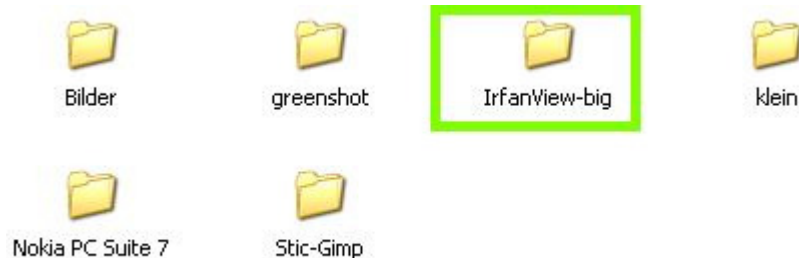 Bilder
greenshot
IrfanView-big
klein
Nokia PC Suite 7
Stic-Gimp